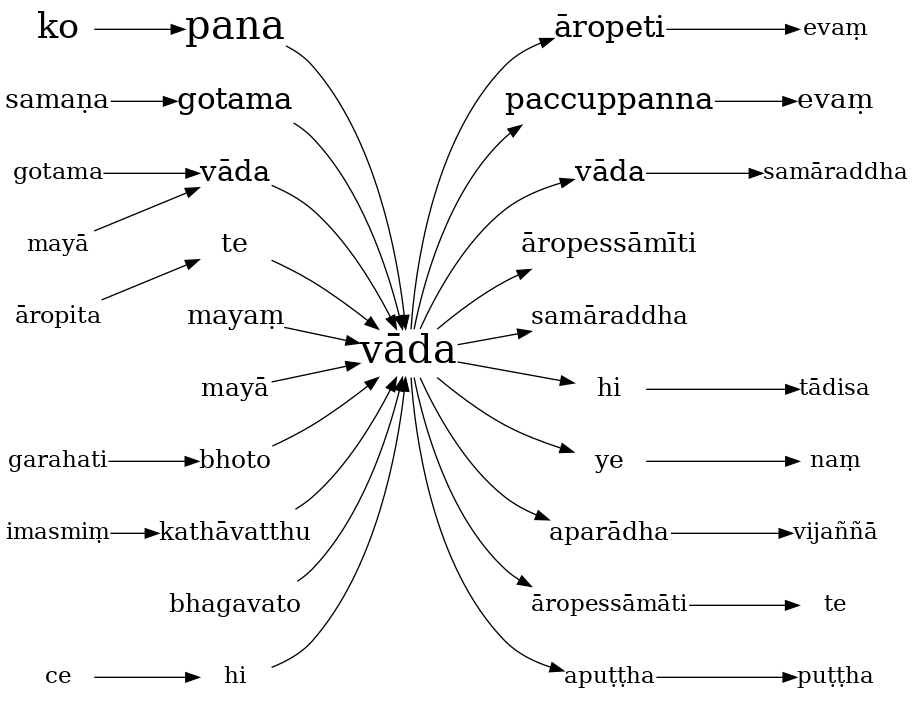 ko pana āropeti evaṃ
samaṇa gotama paccuppanna evaṃ
gotama vāda vāda samāraddha
mayā te āropessāmīti
āropita mayaṃ samāraddha
vāda
mayā hi tādisa
garahati bhoto ye naṃ
imasmiṃ kathāvatthu aparādha vijaññā
bhagavato āropessāmāti te
ce hi apuṭṭha puṭṭha